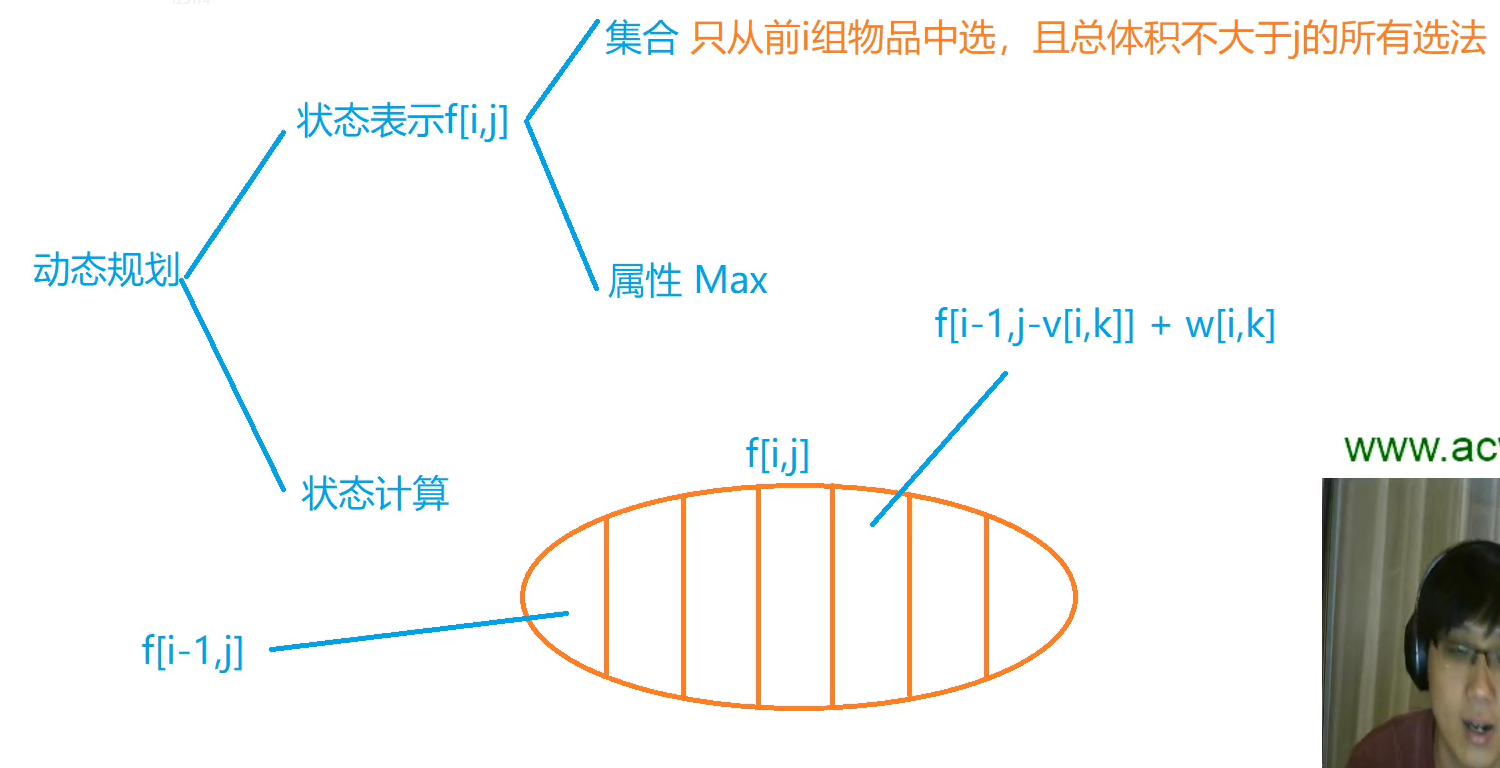 集合 只从前i组物品中选，且总体积不大于j的所有选法
状态表示f[i,j]
动态规划
属性 Max
f[i-1,j-v[i,k]] + w[i,k]
f[i,j]
www.ac
状态计算
f[i-1,j]